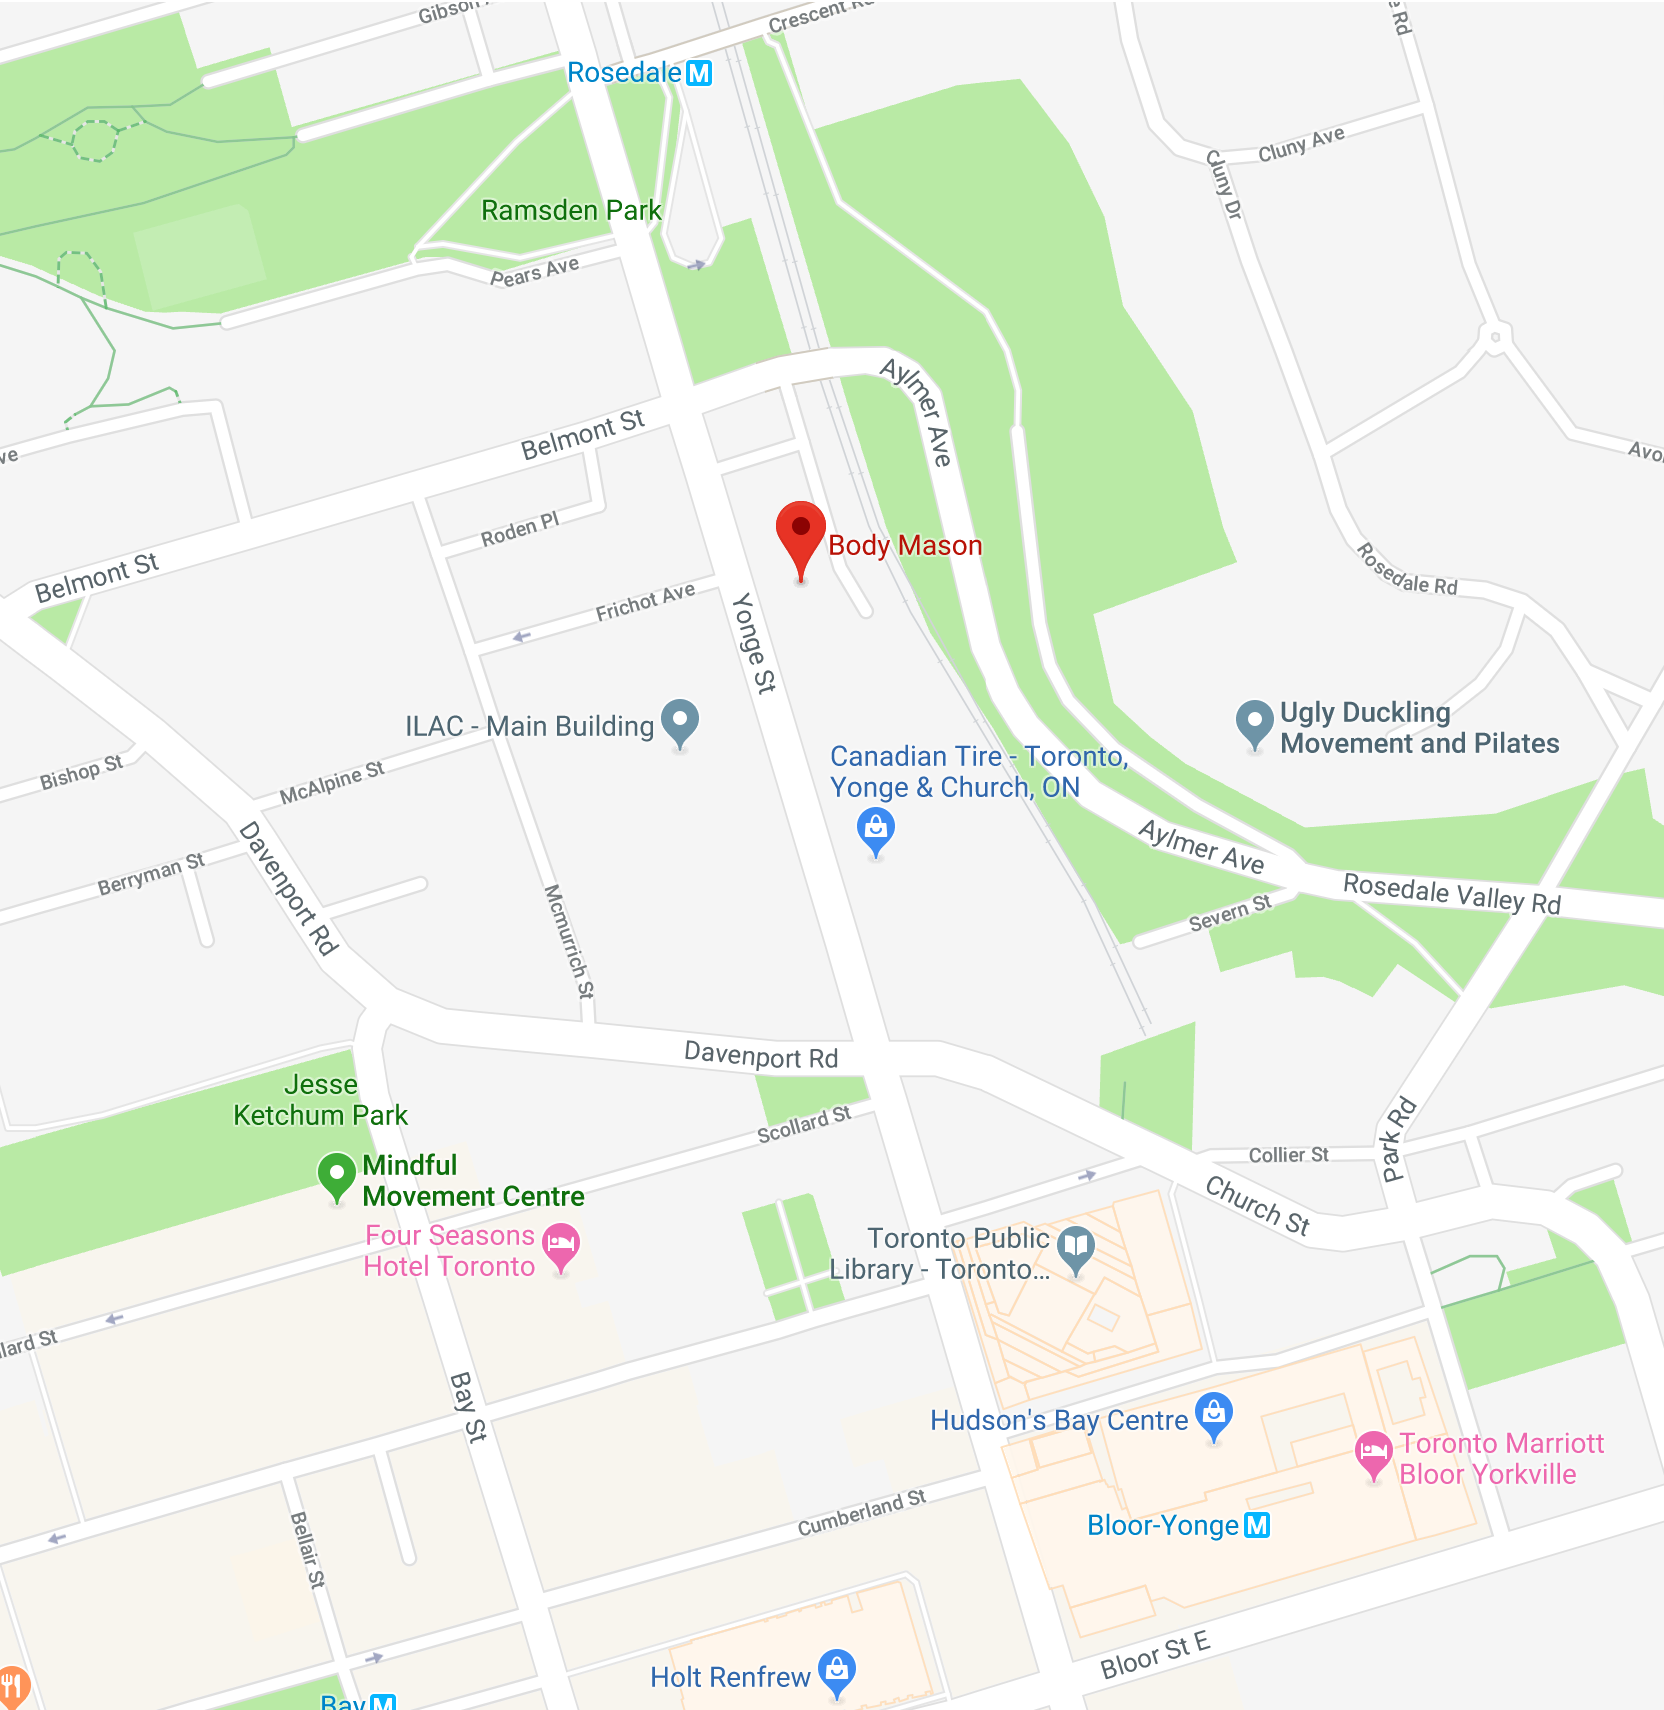 Gibson
Crescent Rd
Rosedale M
Cluny Ave
Cluny Dr
Ramsden Park
Pears Ave
Aylmer Ave
Belmont St
Roden Pl
Body Mason
Belmont St
Frichot Ave
Yonge St
Rosedale Rd
ILAC - Main Building
Ugly Duckling
Movement and Pilates
Canadian Tire - Toronto,
Yonge & Church, ON
Bishop St
McAlpine St
Davenport Rd
Berryman St
Aylmer Ave
Rosedale Valley Rd
Severn St
Mcmurrich St
Davenport Rd
Jesse
Ketchum Park
Scollard St
Collier St
Park Rd
Mindful
Movement Centre
Church St
Four Seasons
Hotel Toronto
Toronto Public
Library - Toronto...
llard St
Bay St
Hudson's Bay Centre
Toronto Marriott
Bloor Yorkville
Cumberland St
Bellair St
Bloor-Yonge M
Bloor St E
Holt Renfrew
Bay M